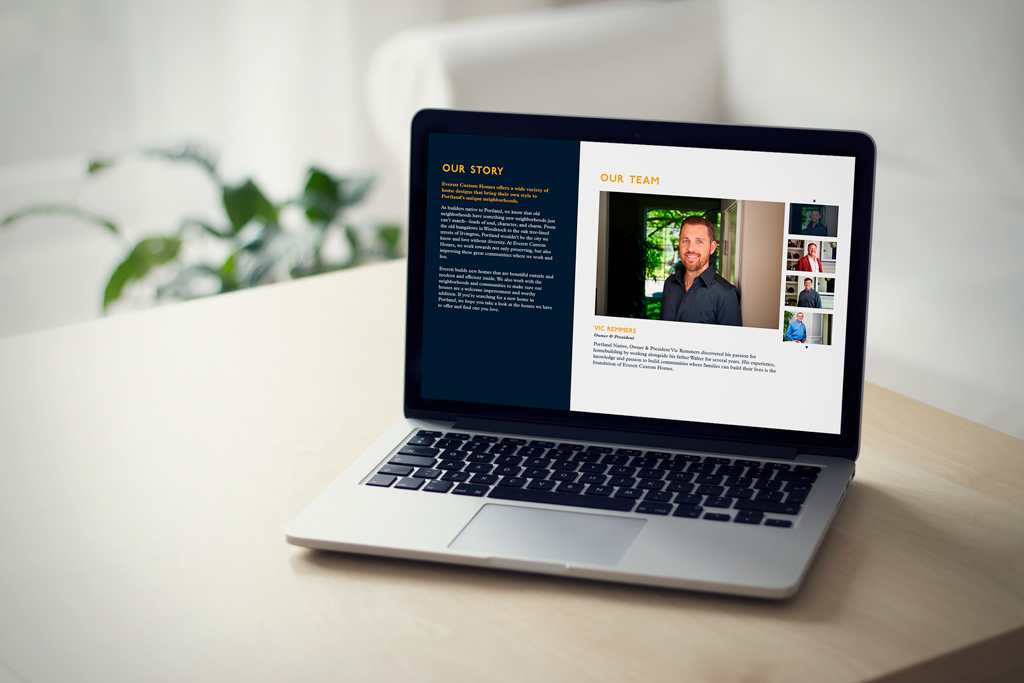 OUR STORY
Everett Custom Homes offers a wide variety of
home designs that bring their own style to
Portland's unique neighborhoods.
As builders native to Portland, we know that old
neighborhoods have something new neighborhoods just
can't match—loads of soul, character, and charm. From
the old bungalows in Woodstock to the oak tree-lined
streets of Irvington, Portland wouldn't be the city we
know and love without diversity. At Everett Custom
Homes, we work towards not only preserving, but also
improving these great communities where we work and
live.
Everett builds new homes that are beautiful outside and
modern and efficient inside. We also work with the
neighborhoods and communities to make sure our
houses are a welcome improvement and worthy
addition. If you're searching for a new home in
Portland, we hope you take a look at the homes we have
to offer and find one you love.
OUR TEAM
VIC REMMERS
Owner & President
Portland Native, Owner & President Vic Remmers discovered his passion for
homebuilding by working alongside his father Walter for several years. His experience,
knowledge and passion to build communities where families can build their lives is the
foundation of Everett Custom Homes.